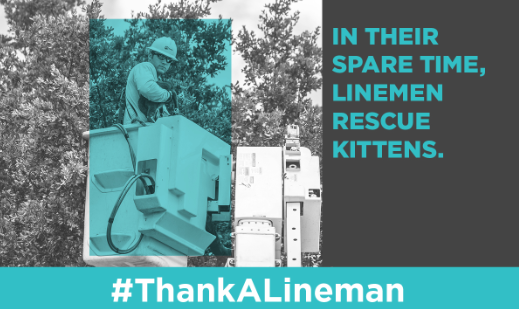 IN THEIR
SPARE TIME,
LINEMEN
RESCUE
KITTENS.
#ThankALineman